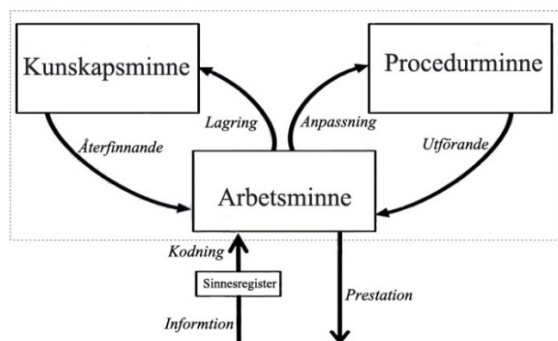 Kunskapsminne
Procedurminne
Lagring
Anpassning
Återfinnande
Utförande
Arbetsminne
Kodning
Sinnesregister
Prestation
Informtion